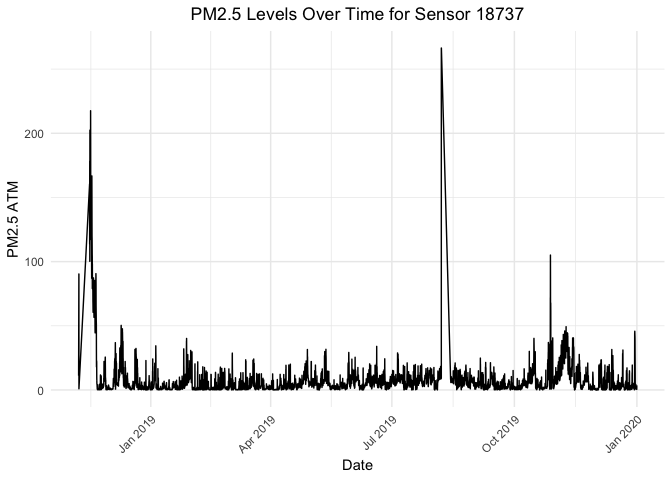 PM2.5 Levels Over Time for Sensor 18737
PM2.5 ATM
200
100
0
Jan 2019
Apr 2019
Jul 2019
Oct 2019
Jan 2020
Date